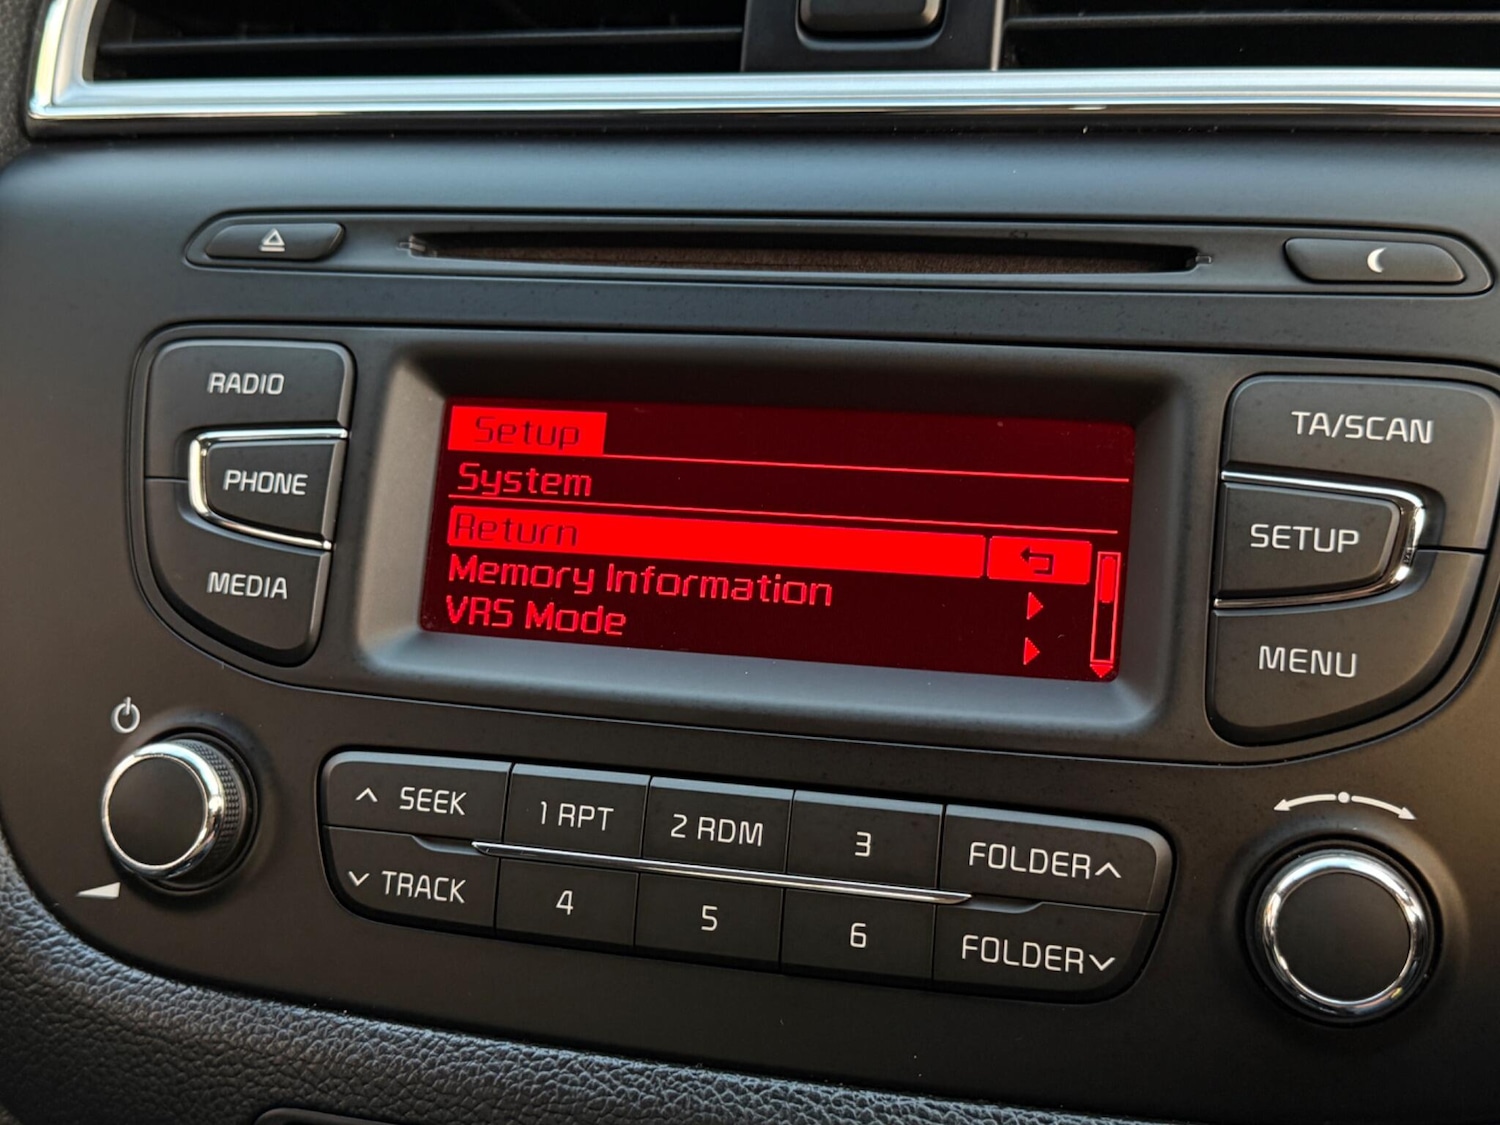 RADIO
PHONE
MEDIA
Setup
System
Return
Memory Information
VRS Mode
TA/SCAN
SETUP
MENU
SEEK
TRACK
1 RPT
2 RDM
3
4
5
6
FOLDER
FOLDER